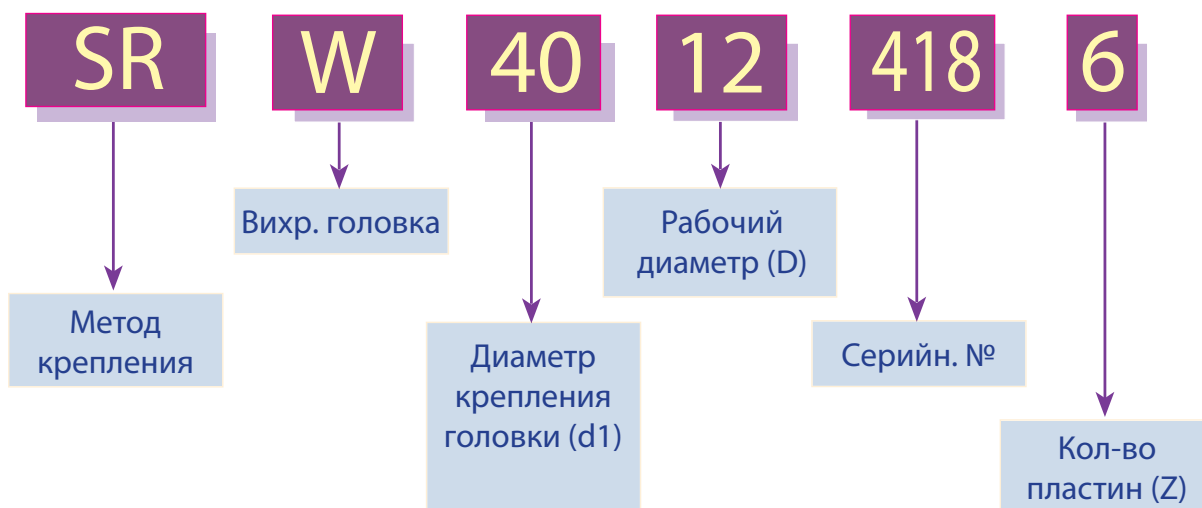 SR W 40 12 418 6
Вихр. головка
Рабочий
диаметр (D)
Метод
крепления
Диаметр
крепления
головки (d1)
Серийн. №
Кол-во
пластин (Z)